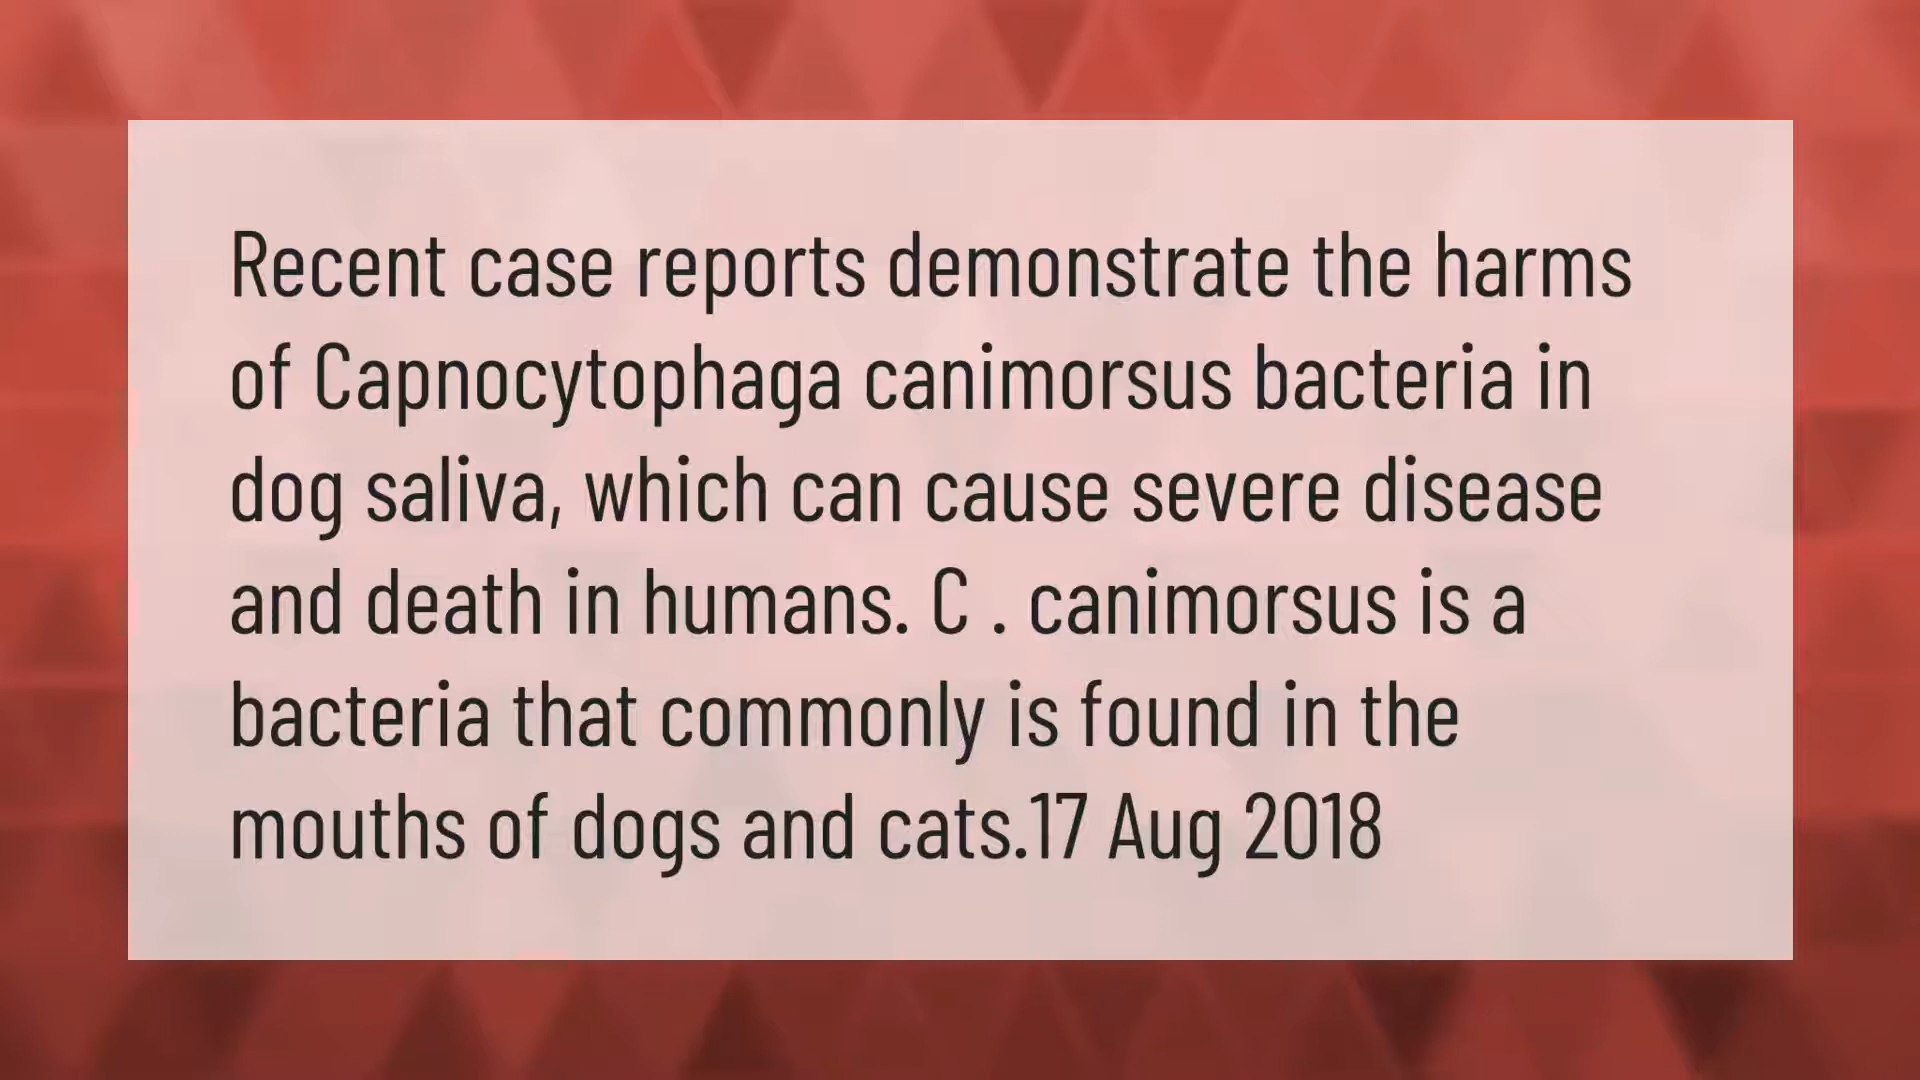 Recent case reports demonstrate the harms
of Capnocytophaga canimorsus bacteria in
dog saliva, which can cause severe disease
and death in humans. C . canimorsus is a
bacteria that commonly is found in the
mouths of dogs and cats.17 Aug 2018